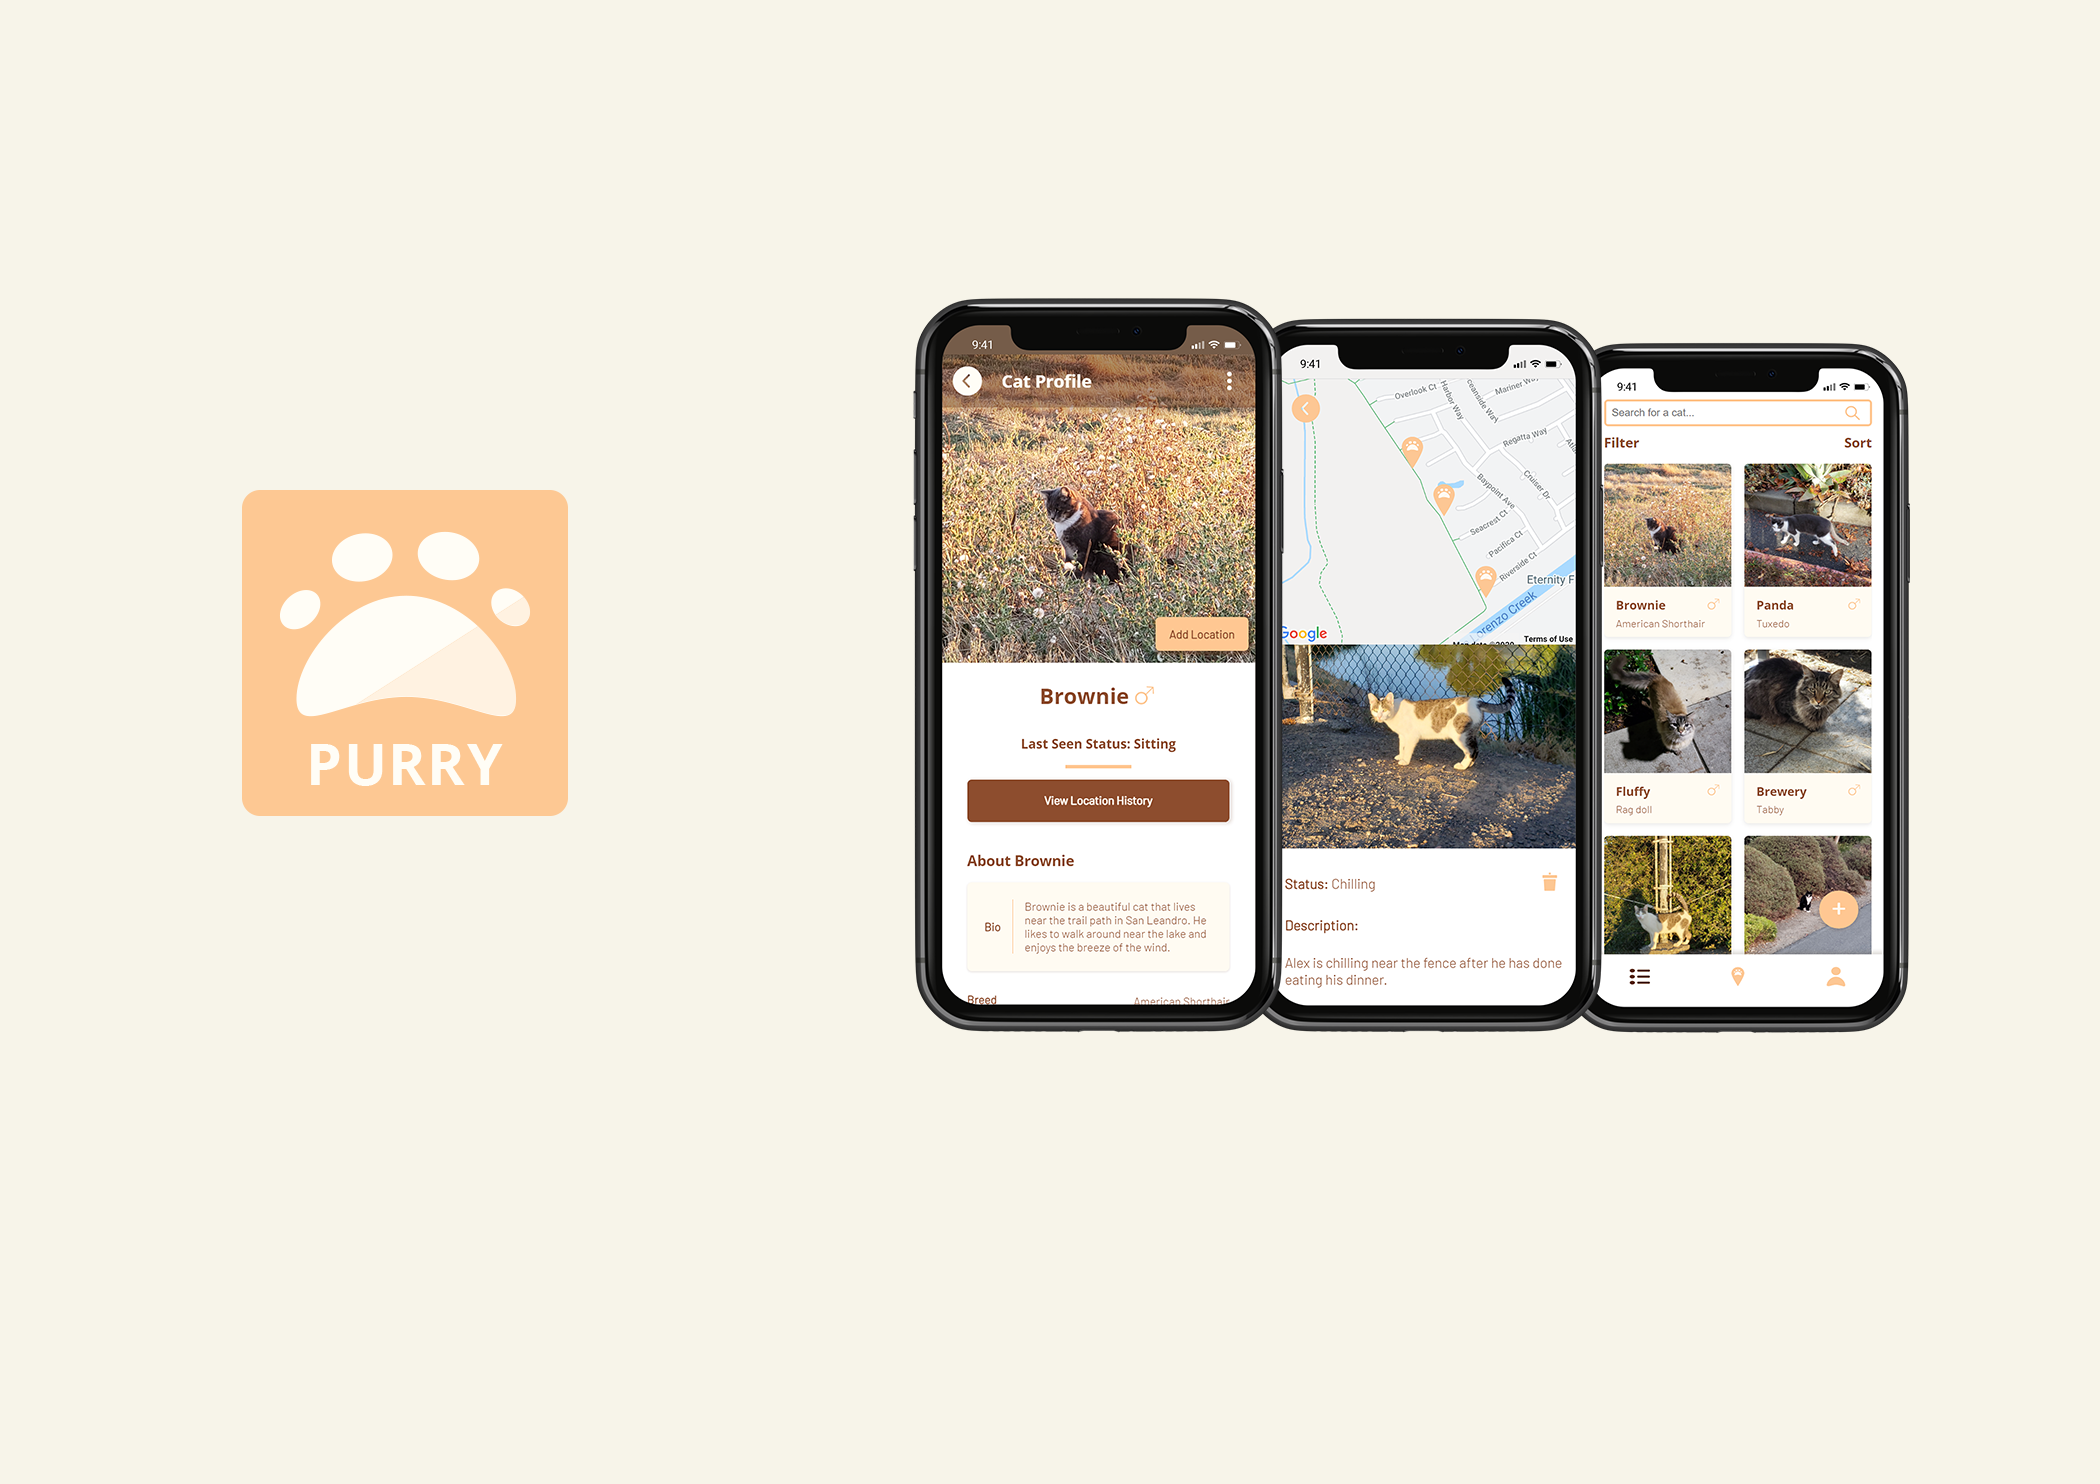 PURRY
9:41
Cat Profile
Add Location
Brownie
Last Seen Status: Sitting
View Location History
About Brownie
Bio
Brownie is a beautiful cat that lives
near the trail path in San Leandro. He
likes to walk around near the lake and
enjoys the breeze of the wind.
Breed
American Shorthair
9:41
Overlook Ct
Harbor Way
Oceanside Way
Mariner Way
Regatta Way
Baypoint Ave
Cruiser Dr
Seacrest Ct
Pacifica Ct
Riverside Ct
Eternity F
Lorenzo Creek
Google
Map data ©2020
Terms of Use
Status: Chilling
Description:
Alex is chilling near the fence after he has done
eating his dinner.
9:41
Search for a cat...
Filter
Sort
Brownie
American Shorthair
Panda
Tuxedo
Fluffy
Rag doll
Brewery
Tabby